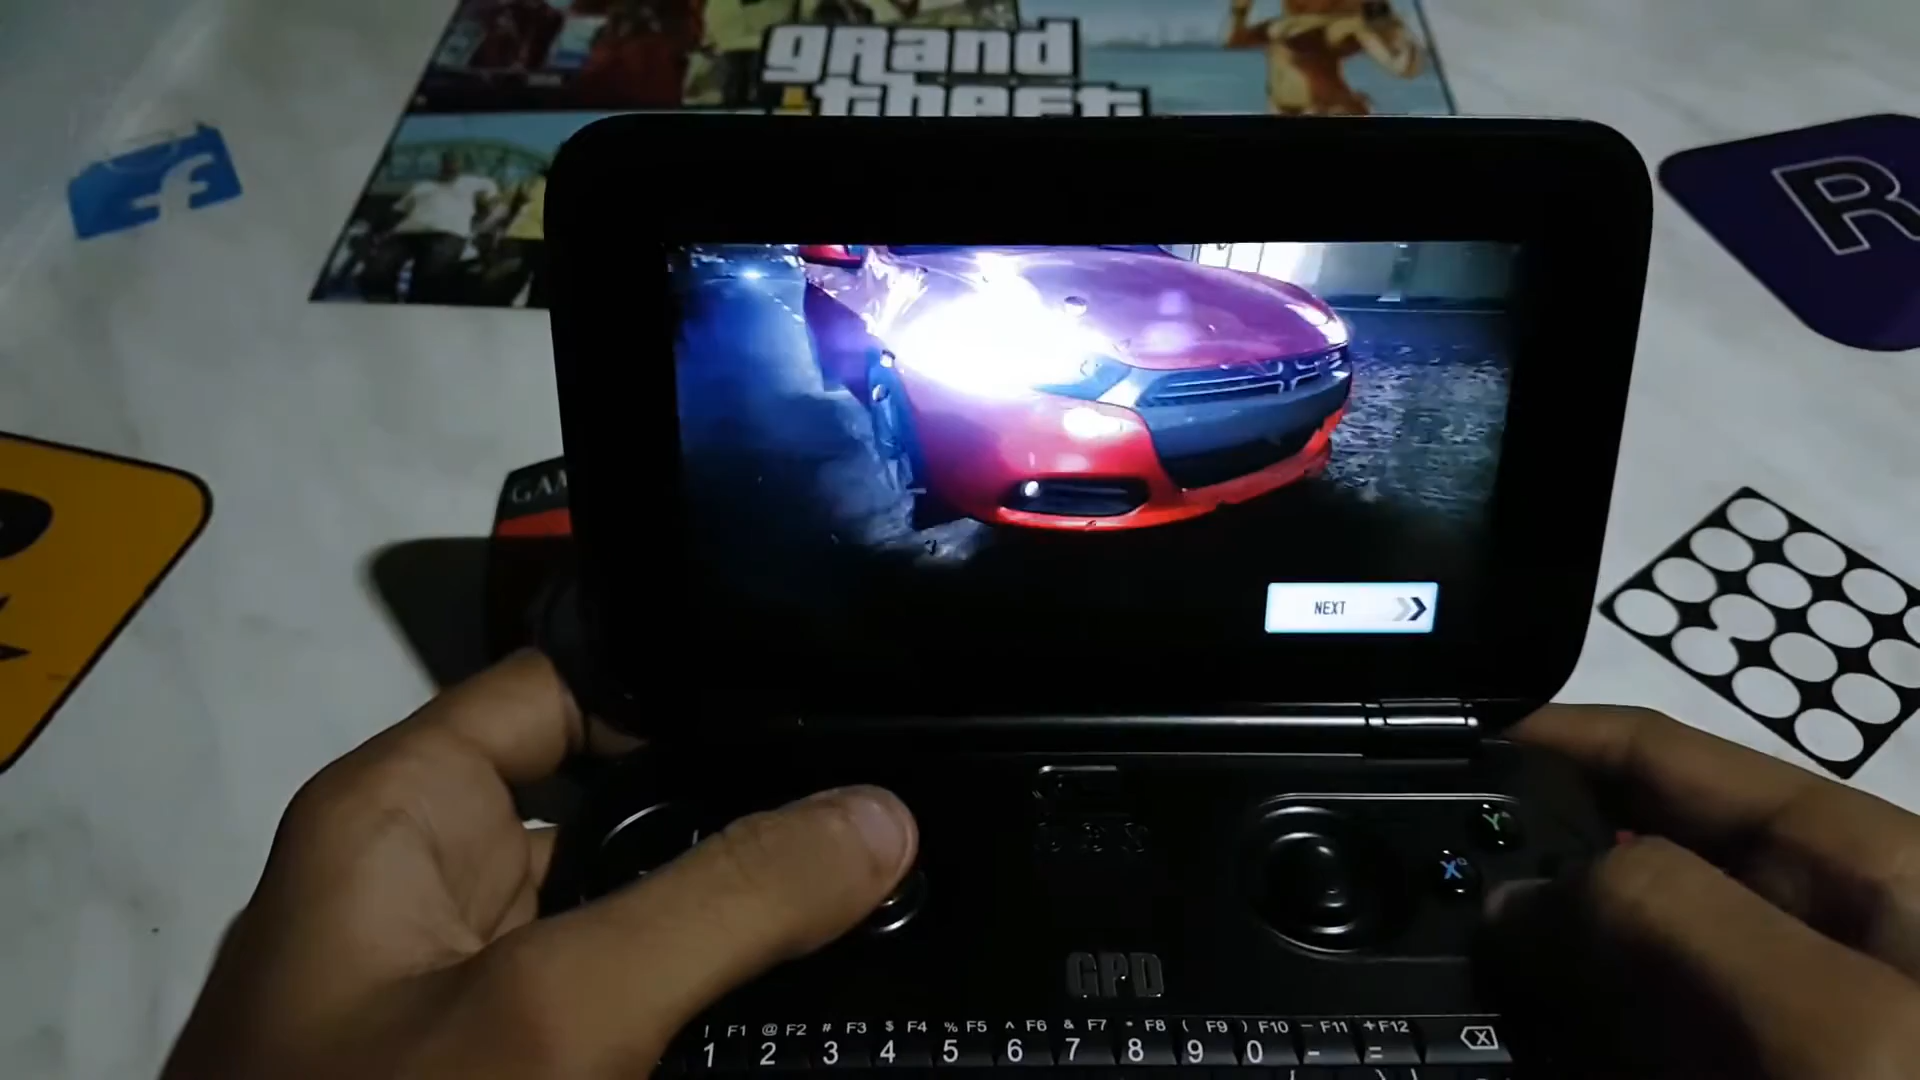 grand
theft
f
R
GAM
NEXT
Y
X
GPD
! F1 @ F2 # F3 $ F4 % F5 ^ F6 & F7 * F8 ( F9 ) F10 − F11 + F12
1 2 3 4 5 6 7 8 9 0 - =